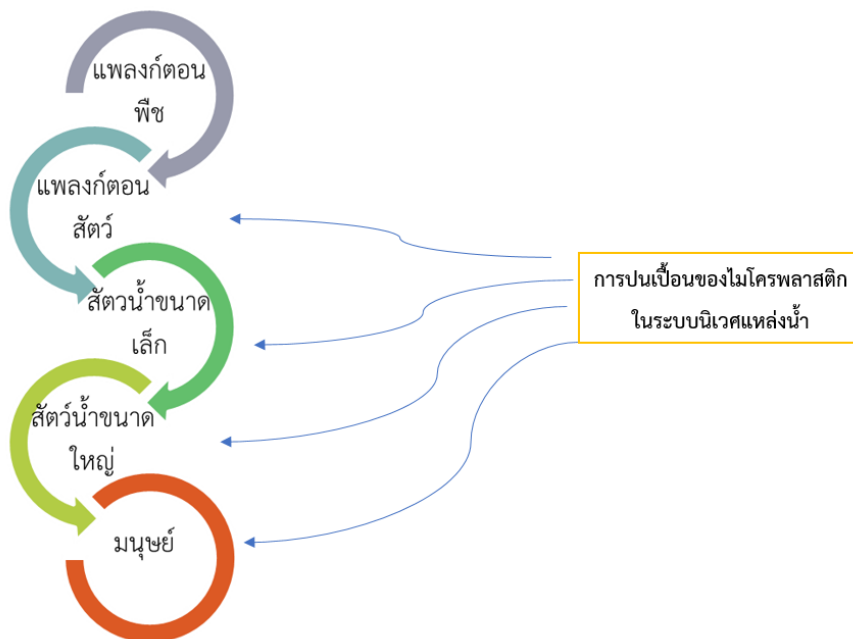 แพลงก์ตอน
พืช
แพลงก์ตอน
สัตว์
สัตวน้ำขนาด
เล็ก
สัตว์น้ำขนาด
ใหญ่
มนุษย์
การปนเปื้อนของไมโครพลาสติก
ในระบบนิเวศแหล่งน้ำ